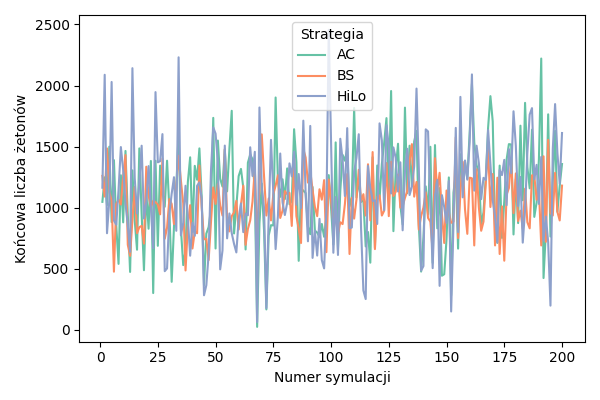 Strategia
AC
BS
HiLo
2500
2000
1500
1000
500
0
Końcowa liczba żetonów
0 25 50 75 100 125 150 175 200
Numer symulacji